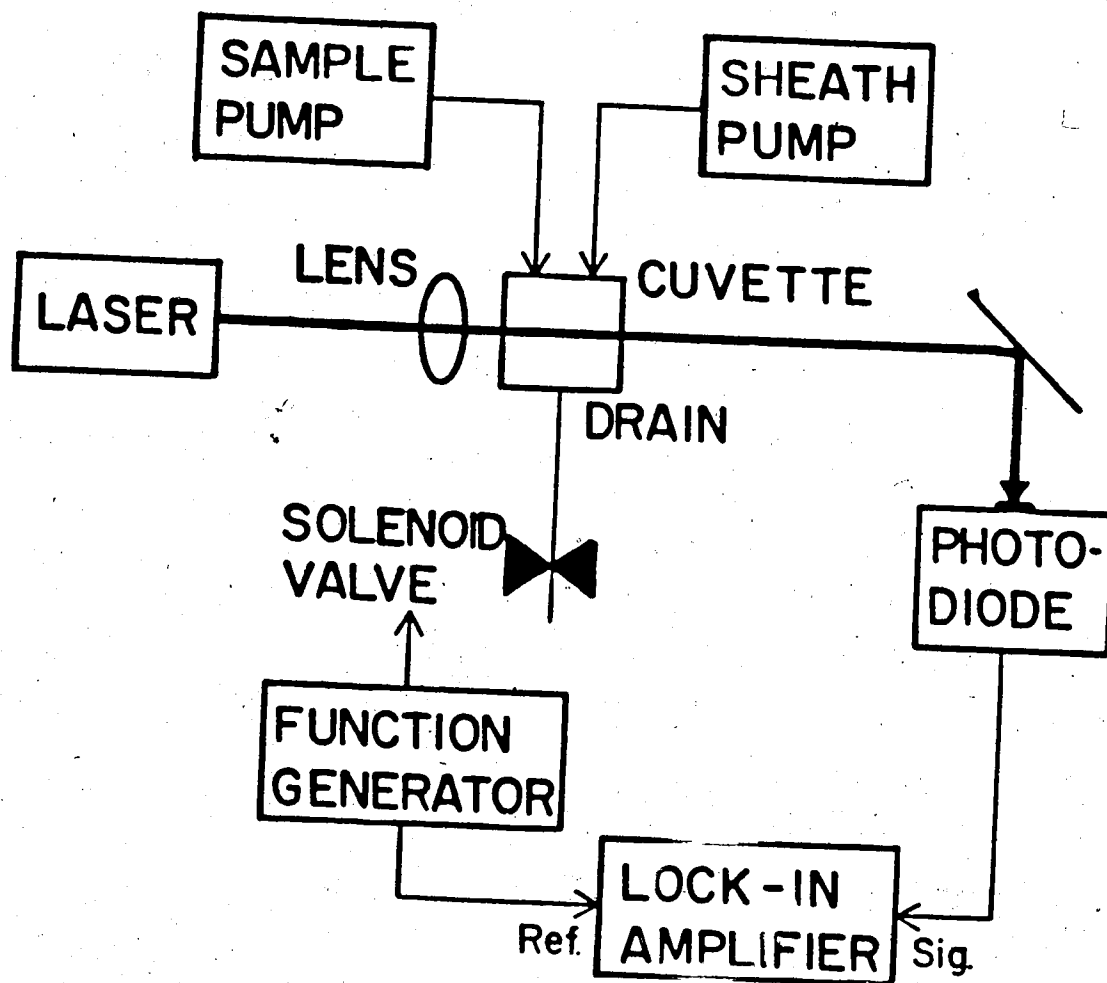 SAMPLE
PUMP
SHEATH
PUMP
LENS
CUVETTE
LASER
DRAIN
SOLENOID
VALVE
PHOTO-
DIODE
FUNCTION
GENERATOR
LOCK-IN
AMPLIFIER
Ref.
Sig.